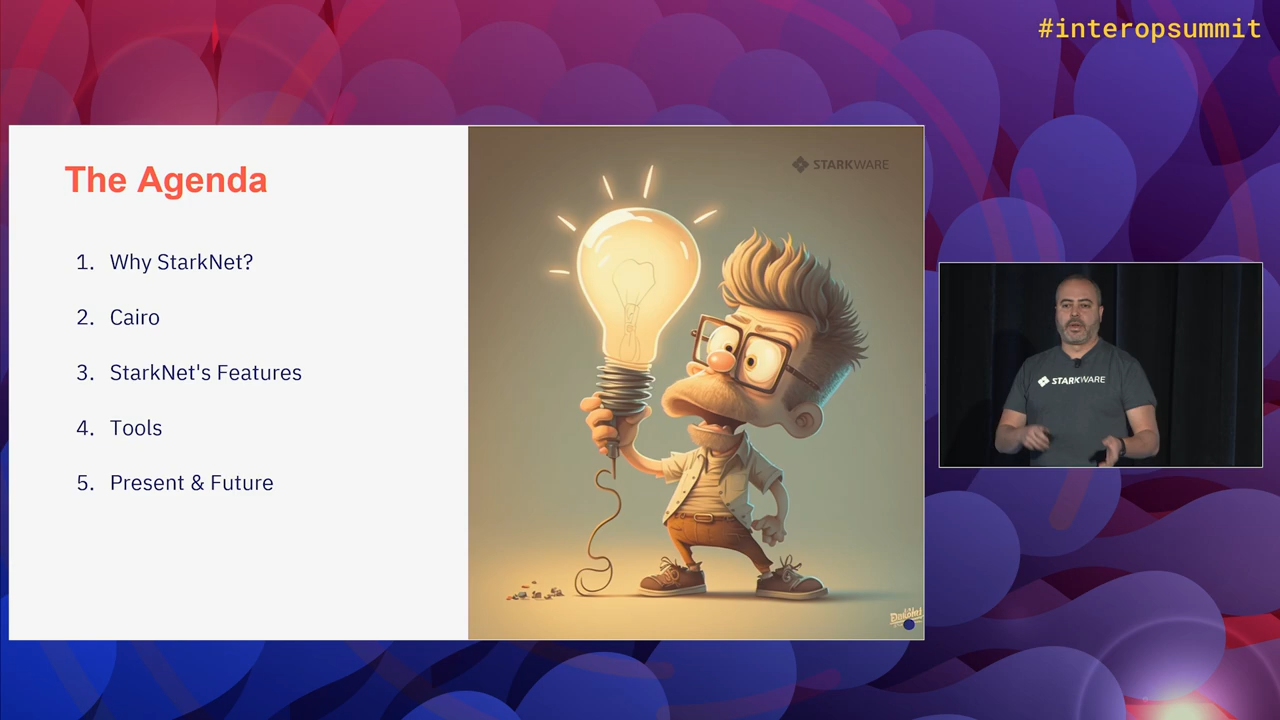 #interopsummit
The Agenda
1. Why StarkNet?
2. Cairo
3. StarkNet's Features
4. Tools
5. Present & Future
STARKWARE
STARKWARE